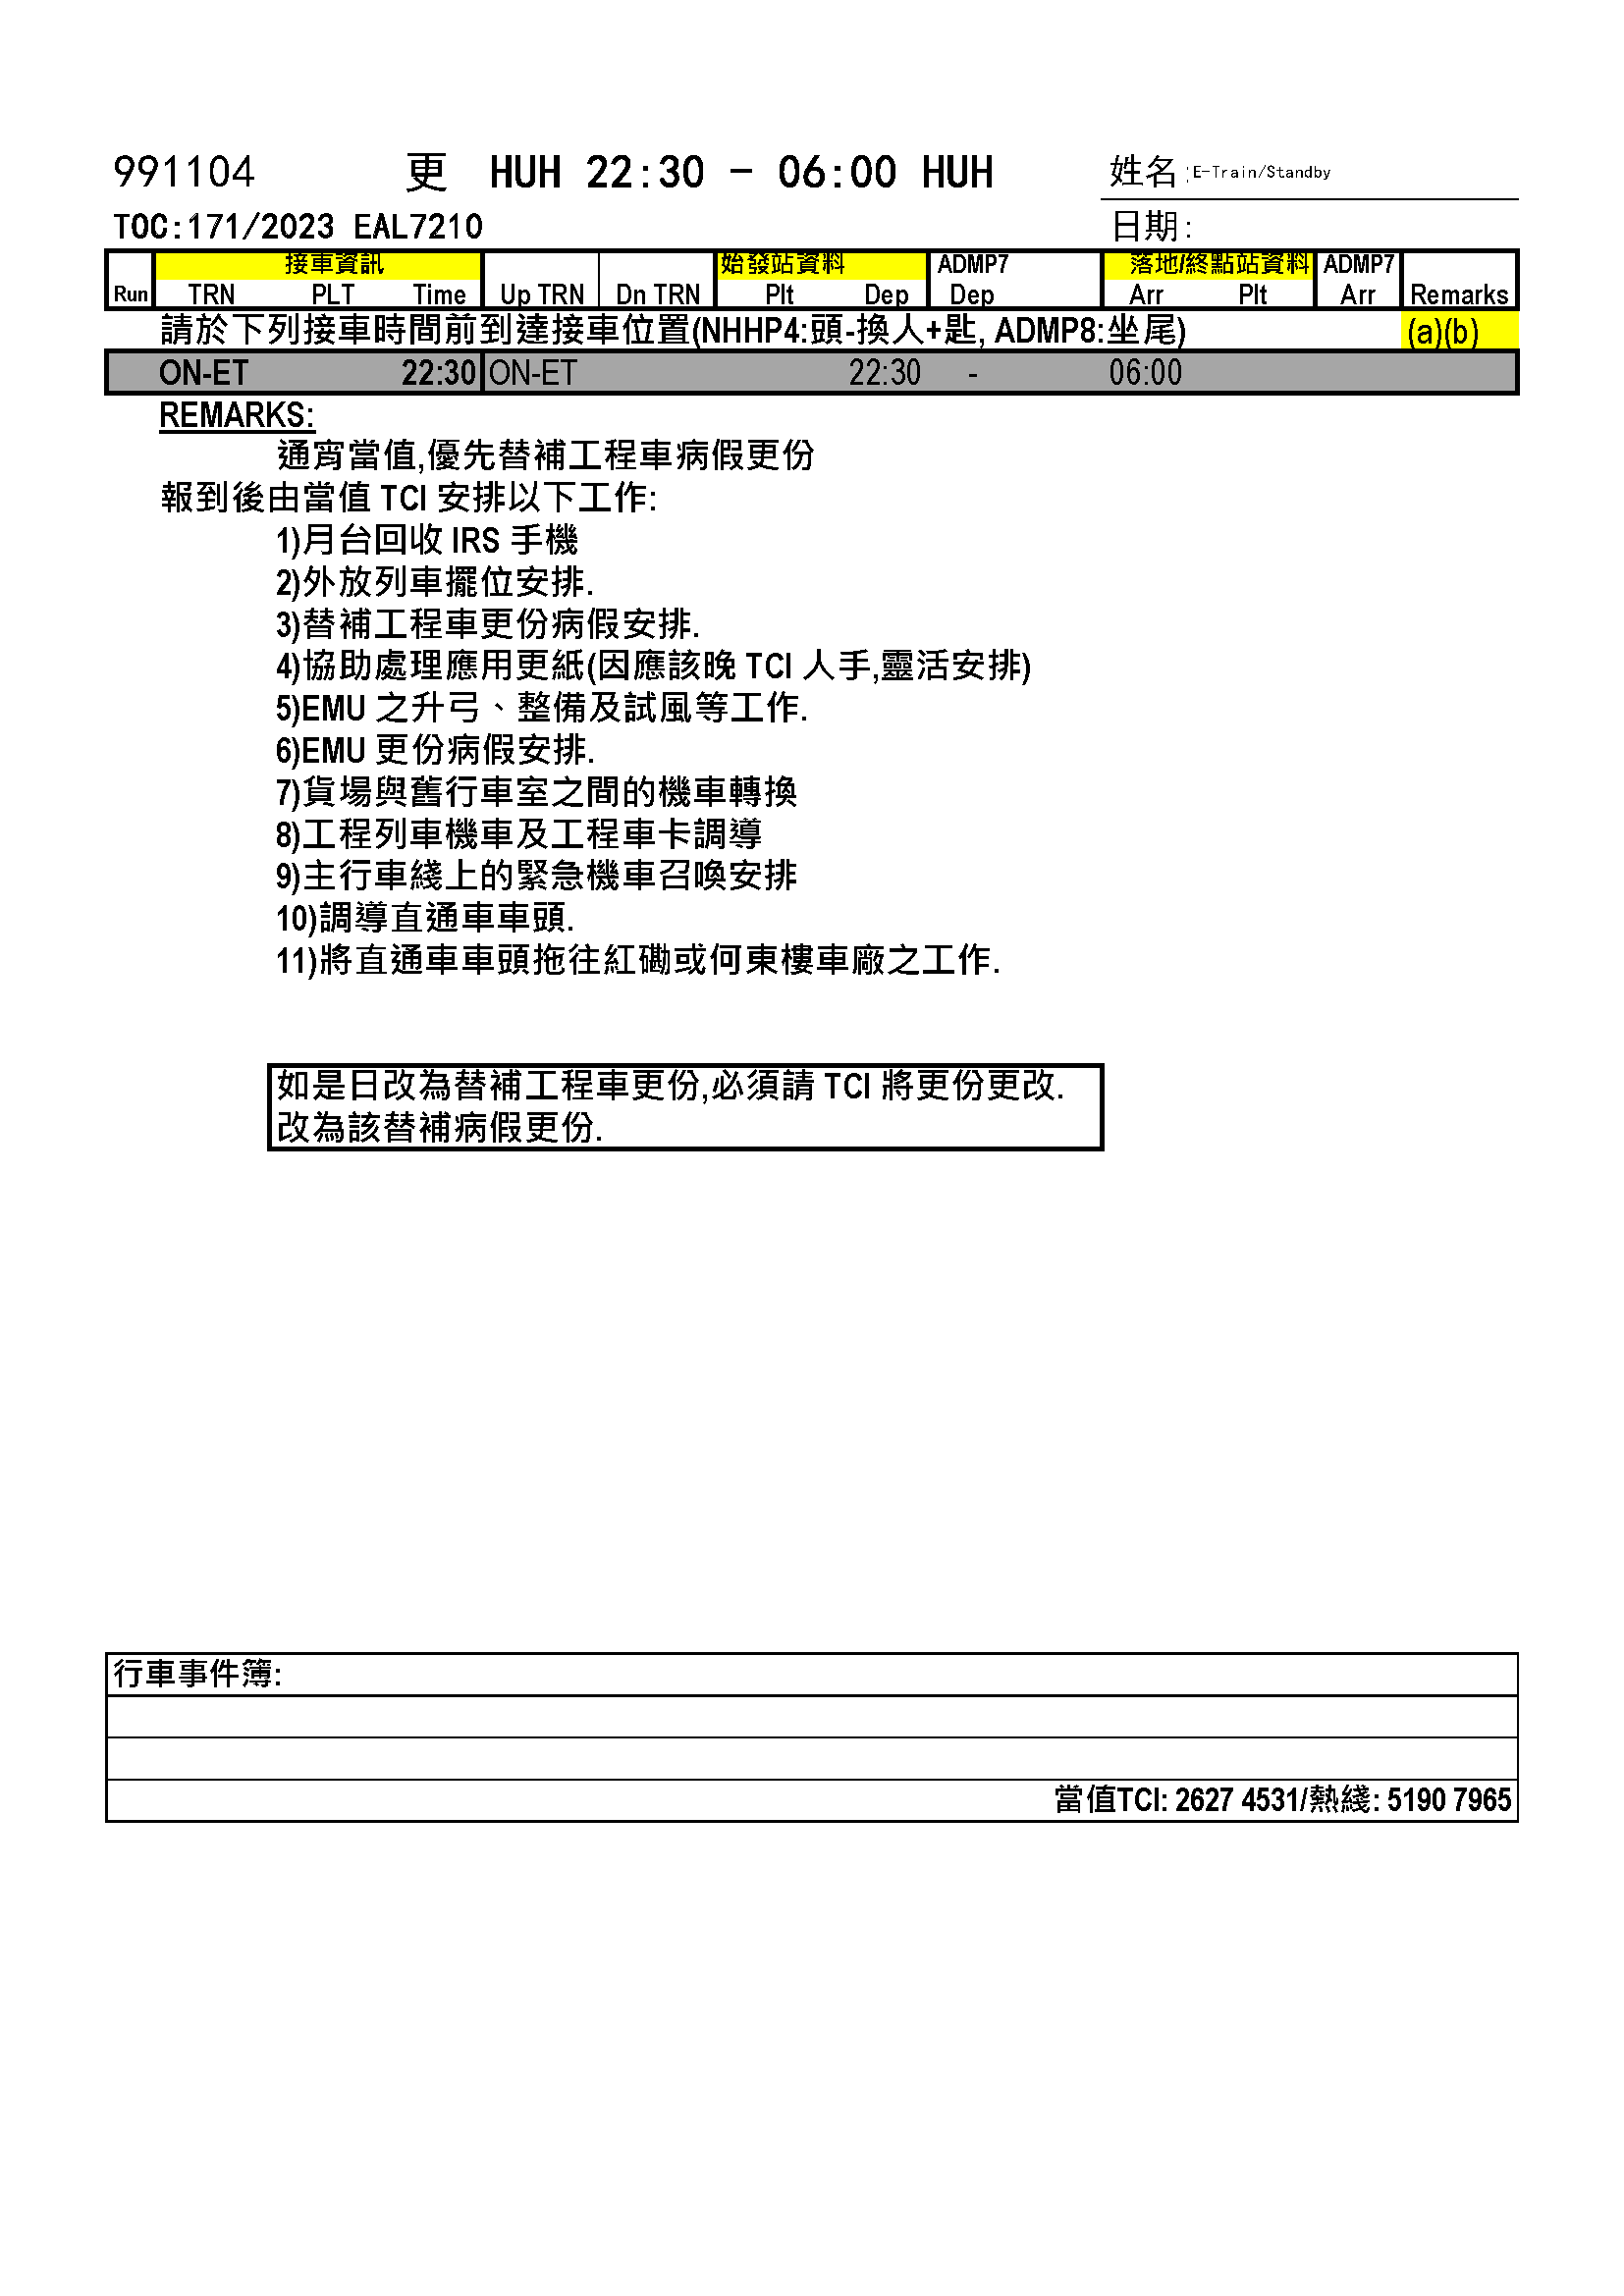 991104 更 HUH 22:30 - 06:00 HUH 姓名:E-Train/Standby
TOC:171/2023 EAL7210 日期:
接車資訊 始發站資料 ADMP7 落地/終點站資料 ADMP7
Run TRN PLT Time Up TRN Dn TRN Plt Dep Dep Arr Plt Arr Remarks
請於下列接車時間前到達接車位置(NHHP4:頭-換人+匙, ADMP8:坐尾) (a)(b)
ON-ET 22:30 ON-ET 22:30 - 06:00
REMARKS:
通宵當值,優先替補工程車病假更份
報到後由當值 TCI 安排以下工作:
1)月台回收 IRS 手機
2)外放列車擺位安排.
3)替補工程車更份病假安排.
4)協助處理應用更紙(因應該晚 TCI 人手,靈活安排)
5)EMU 之升弓、整備及試風等工作.
6)EMU 更份病假安排.
7)貨場與舊行車室之間的機車轉換
8)工程列車機車及工程車卡調導
9)主行車綫上的緊急機車召喚安排
10)調導直通車車頭.
11)將直通車車頭拖往紅磡或何東樓車廠之工作.
如是日改為替補工程車更份,必須請 TCI 將更份更改.
改為該替補病假更份.
行車事件簿:
當值TCI: 2627 4531/熱綫: 5190 7965